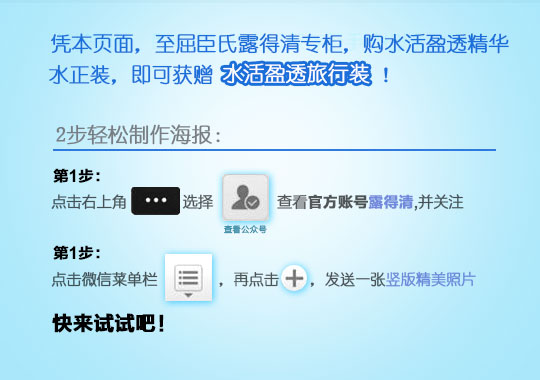 凭本页面，至屈臣氏露得清专柜，购水活盈透精华
水正装，即可获赠 水活盈透旅行装 ！
2步轻松制作海报：
第1步：
点击右上角 选择 查看官方账号露得清,并关注
查看公众号
第1步：
点击微信菜单栏 ，再点击 ，发送一张竖版精美照片
快来试试吧！